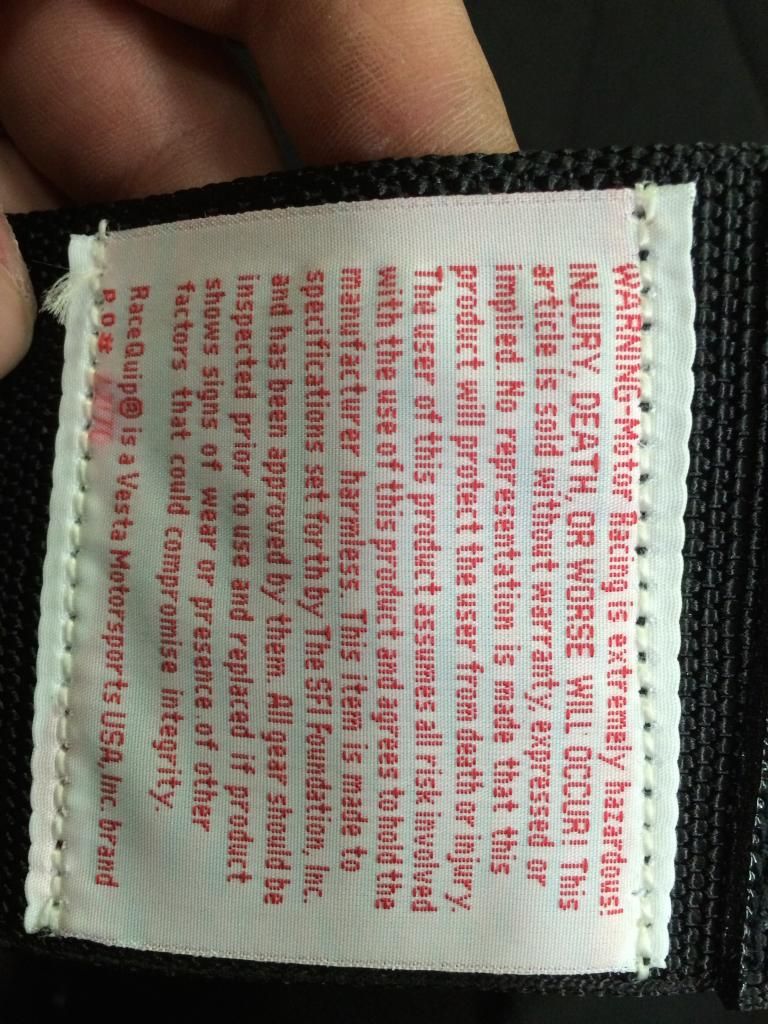 WARNING-Motor Racing is extremely hazardous!
INJURY, DEATH, OR WORSE WILL OCCUR! This
article is sold without warranty, expressed or
implied. No representation is made that this
product will protect the user from death or injury.
The user of this product assumes all risk involved
with the use of this product and agrees to hold the
manufacturer harmless. This item is made to
specifications set forth by The SFI Foundation, Inc.
and has been approved by them. All gear should be
inspected prior to use and replaced if product
shows signs of wear or presence of other
factors that could compromise integrity.
RaceQuip® is a Vesta Motorsports USA, Inc. brand
P O #